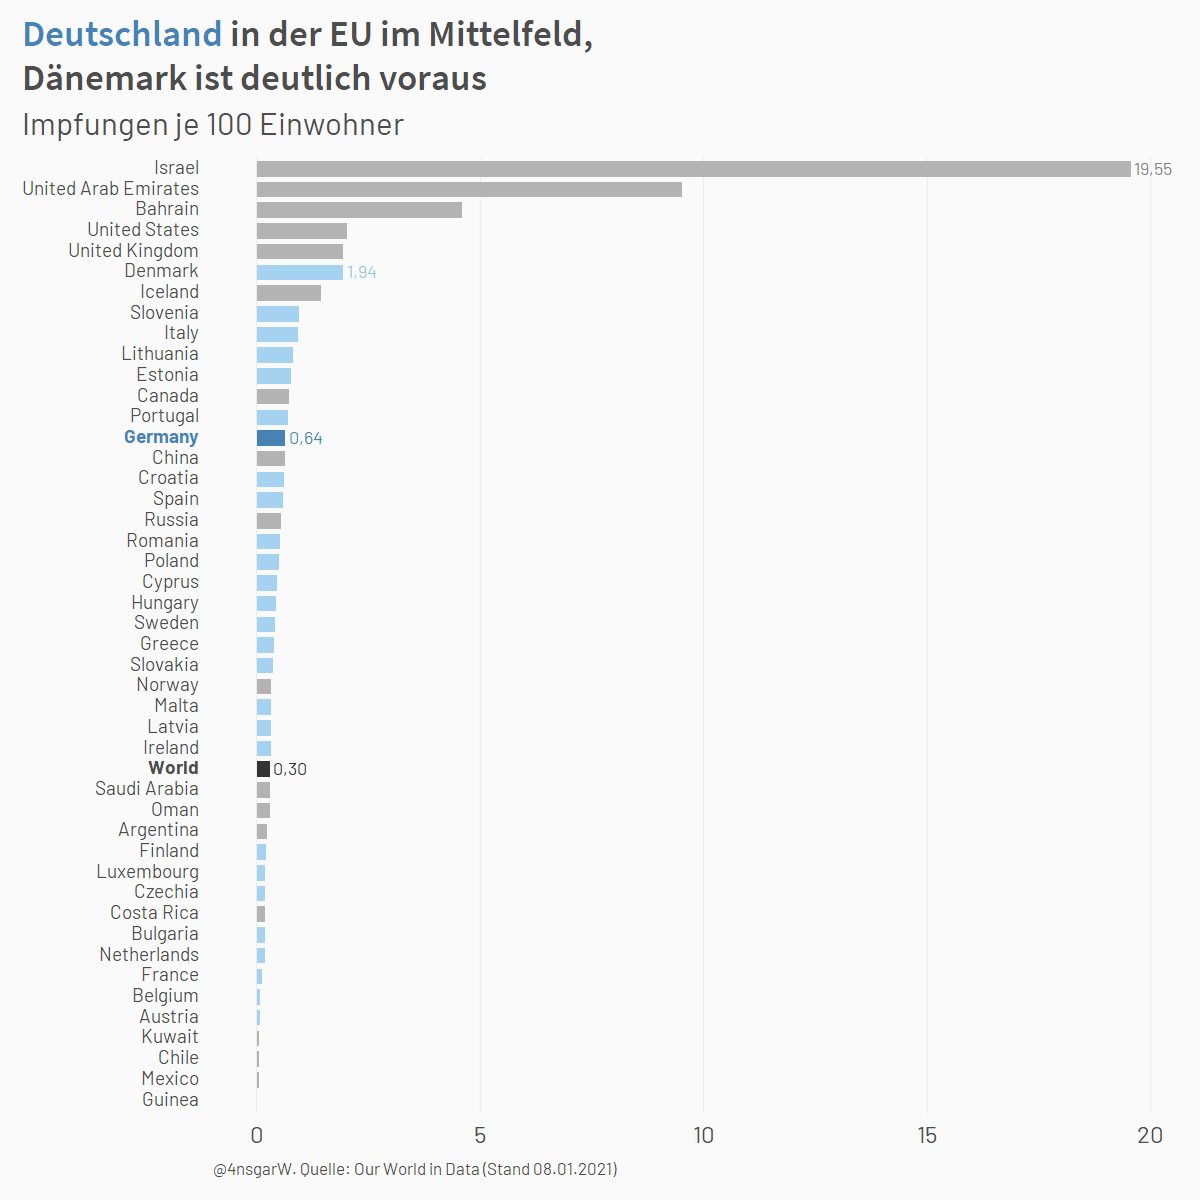 Deutschland in der EU im Mittelfeld,
Dänemark ist deutlich voraus
Impfungen je 100 Einwohner
Israel 19,55
United Arab Emirates
Bahrain
United States
United Kingdom
Denmark 1,94
Iceland
Slovenia
Italy
Lithuania
Estonia
Canada
Portugal
Germany 0,64
China
Croatia
Spain
Russia
Romania
Poland
Cyprus
Hungary
Sweden
Greece
Slovakia
Norway
Malta
Latvia
Ireland
World 0,30
Saudi Arabia
Oman
Argentina
Finland
Luxembourg
Czechia
Costa Rica
Bulgaria
Netherlands
France
Belgium
Austria
Kuwait
Chile
Mexico
Guinea
0 5 10 15 20
@4nsgarW. Quelle: Our World in Data (Stand 08.01.2021)